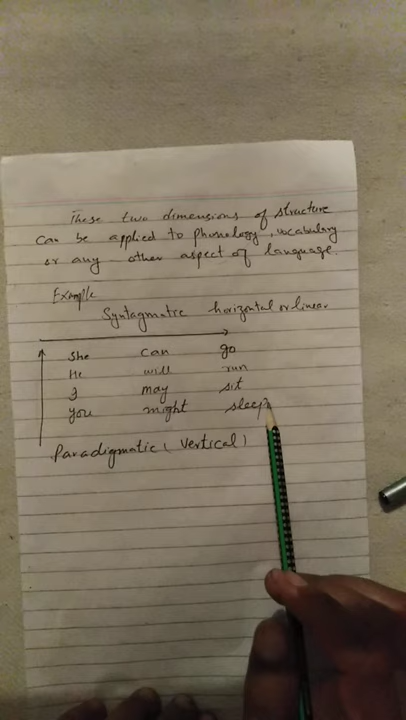 These two dimensions of structure
can be applied to phonology, vocabulary
or any other aspect of language.
Example
Syntagmatic horizontal or linear
She can go
He will run
I may sit
you might sleep
Paradigmatic (vertical)